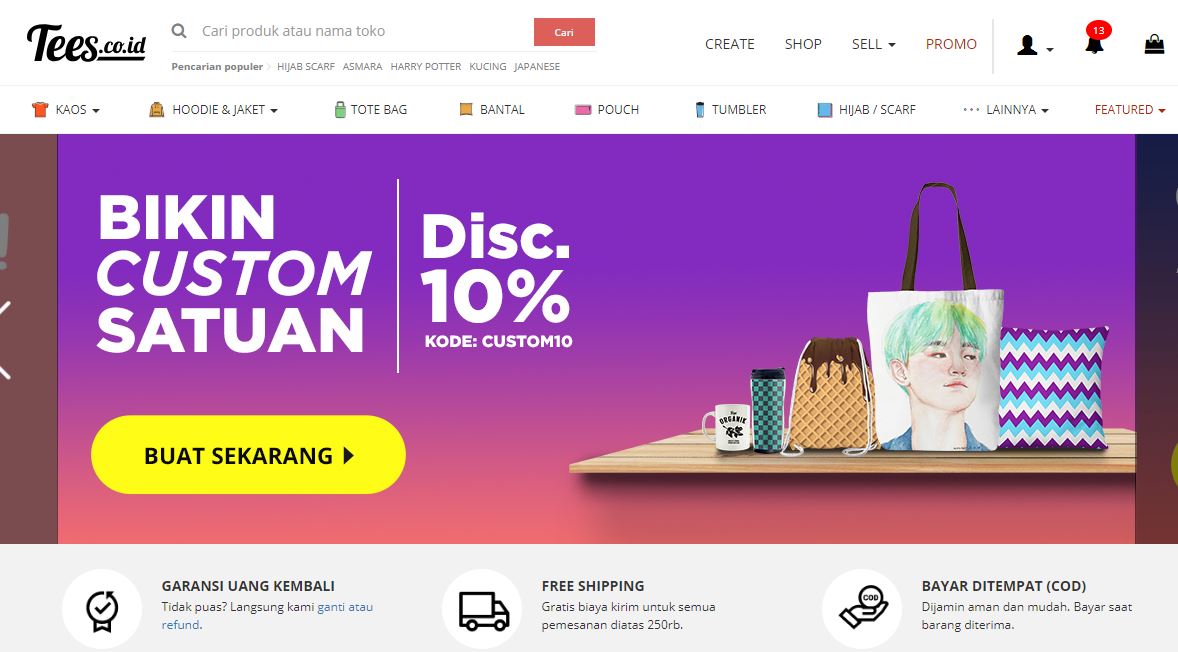 Tees.co.id
Cari produk atau nama toko
Cari
Pencarian populer HIJAB SCARF ASMARA HARRY POTTER KUCING JAPANESE
CREATE SHOP SELL PROMO
13
KAOS HOODIE & JAKET TOTE BAG BANTAL POUCH TUMBLER HIJAB / SCARF LAINNYA FEATURED
BIKIN
CUSTOM
SATUAN
Disc.
10%
KODE: CUSTOM10
BUAT SEKARANG
ORGANIK
GARANSI UANG KEMBALI
Tidak puas? Langsung kami ganti atau
refund.
FREE SHIPPING
Gratis biaya kirim untuk semua
pemesanan diatas 250rb.
COD
BAYAR DITEMPAT (COD)
Dijamin aman dan mudah. Bayar saat
barang diterima.